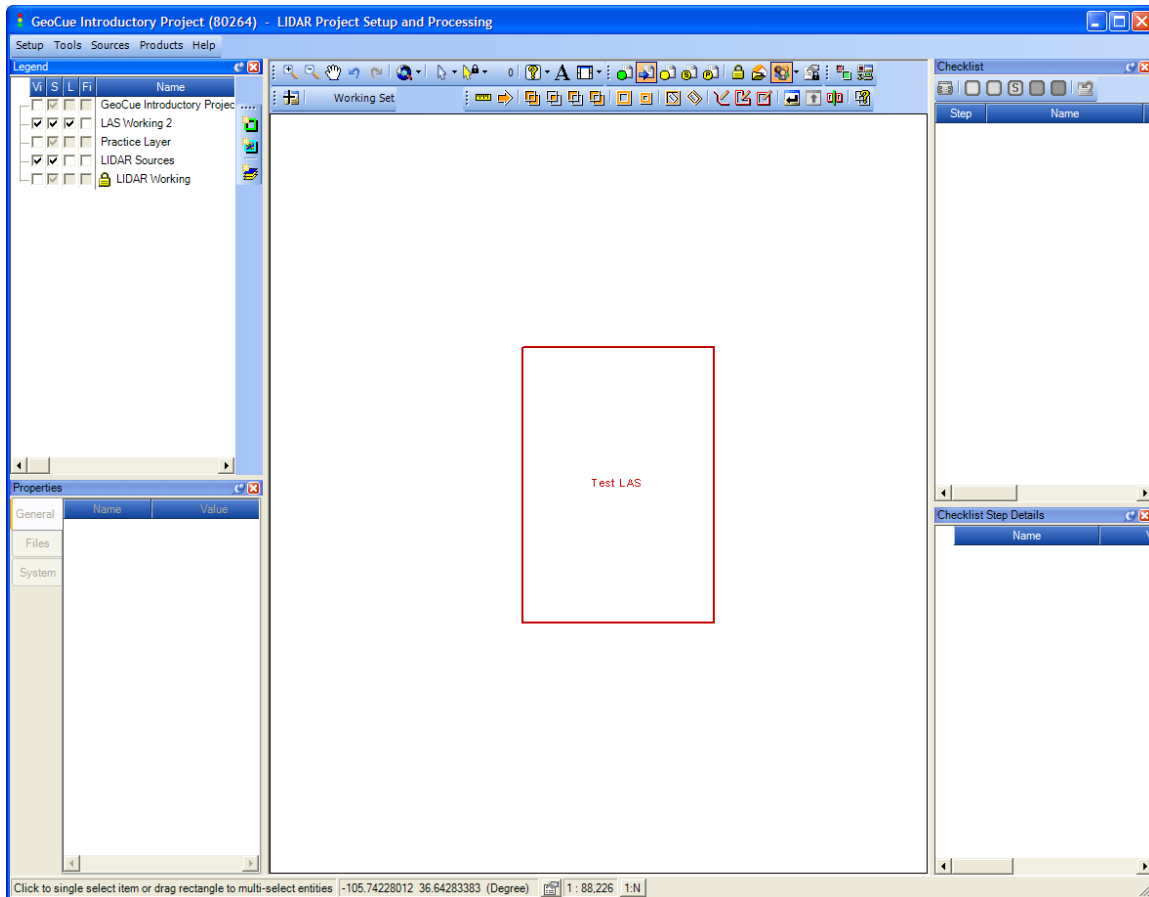 GeoCue Introductory Project (80264) - LIDAR Project Setup and Processing
Setup Tools Sources Products Help
Legend
Vi S L Fi Name
GeoCue Introductory Projec
LAS Working 2
Practice Layer
LIDAR Sources
LIDAR Working
0
Working Set
Test LAS
Properties
General
Files
System
Name Value
Checklist
Step Name
Checklist Step Details
Name
Click to single select item or drag rectangle to multi-select entities -105.74228012 36.64283383 (Degree) 1 : 88,226 1:N